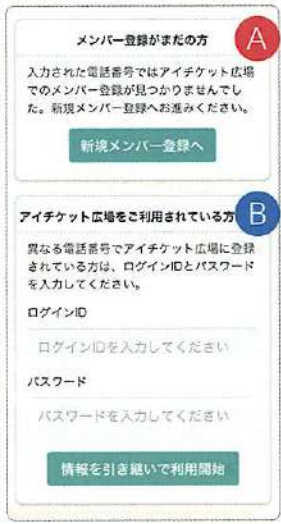 メンバー登録がまだの方
A
入力された電話番号ではアイチケット広場
でのメンバー登録が見つかりませんでし
た。新規メンバー登録へお進みください。
新規メンバー登録へ
アイチケット広場をご利用されている方
B
異なる電話番号でアイチケット広場に登録
されている方は、ログインIDとパスワード
を入力してください。
ログインID
ログインIDを入力してください
パスワード
パスワードを入力してください
情報を引き継いで利用開始